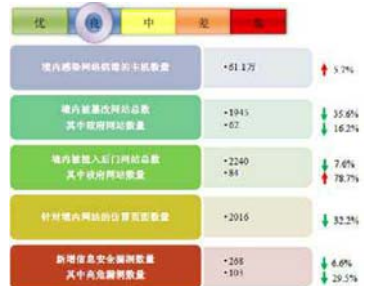 优 良 中 差 危
境内感染网络病毒的主机数量 •61.1万 5.7%
境内被篡改网站总数 •1945 35.6%
其中政府网站数量 •62 16.2%
境内被植入后门网站总数 •2240 7.6%
其中政府网站数量 •84 78.7%
针对境内网站的仿冒页面数量 •2016 32.2%
新增信息安全漏洞数量 •268 6.6%
其中高危漏洞数量 •103 29.5%